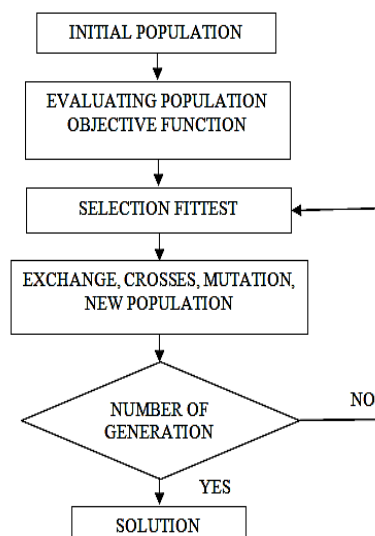 INITIAL POPULATION
EVALUATING POPULATION
OBJECTIVE FUNCTION
SELECTION FITTEST
EXCHANGE, CROSSES, MUTATION,
NEW POPULATION
NUMBER OF
GENERATION
NO
YES
SOLUTION